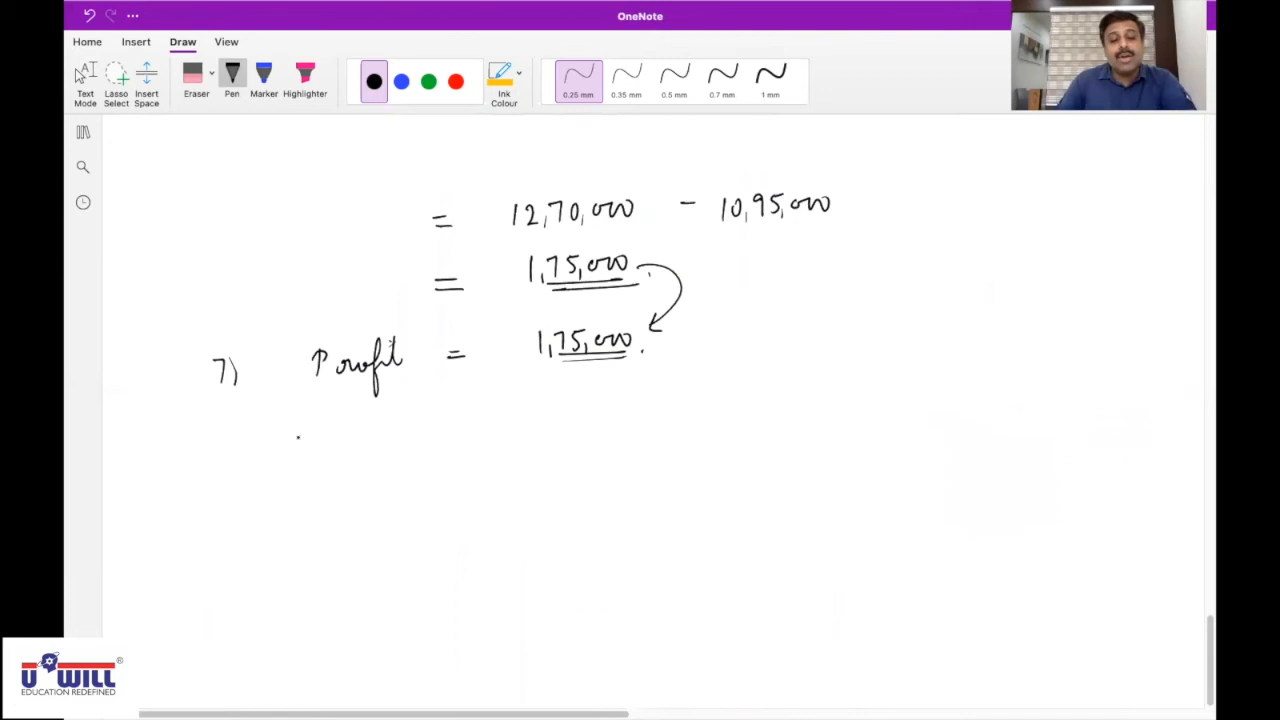 OneNote
Home Insert Draw View
Text Mode Lasso Select Insert Space Eraser Pen Marker Highlighter Ink Colour 0.25 mm 0.35 mm 0.5 mm 0.7 mm 1 mm
= 12,70,000 - 10,95,000
= 1,75,000.
7) ↑ Profit = 1,75,000.
U WILL ®
EDUCATION REDEFINED